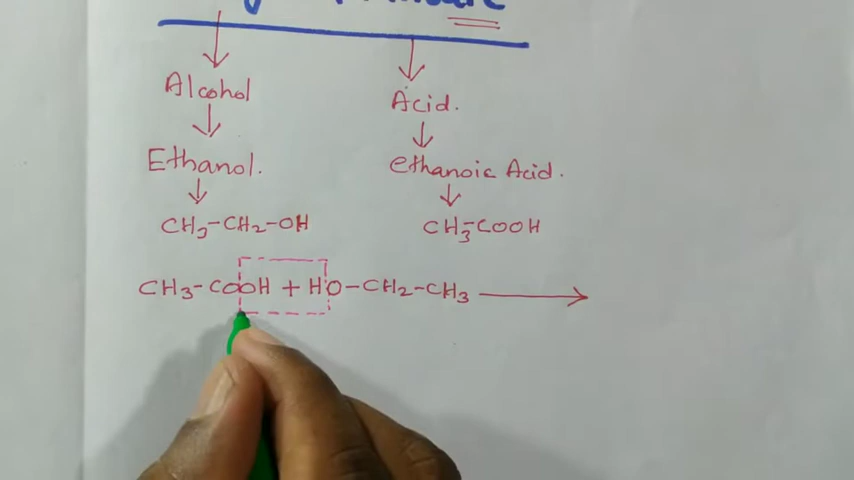 Alcohol Acid.
Ethanol. ethanoic Acid.
CH₃-CH₂-OH CH₃-COOH
CH₃-COOH + HO-CH₂-CH₃